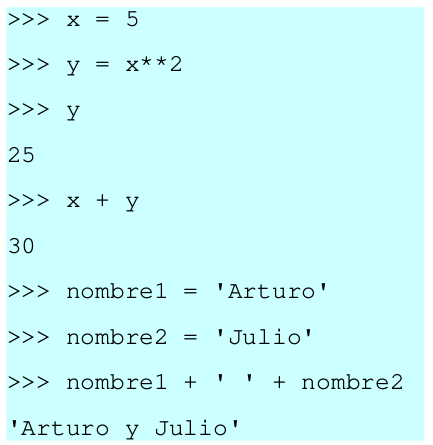 >>> x = 5
>>> y = x**2
>>> y
25
>>> x + y
30
>>> nombre1 = 'Arturo'
>>> nombre2 = 'Julio'
>>> nombre1 + ' ' + nombre2
'Arturo y Julio'